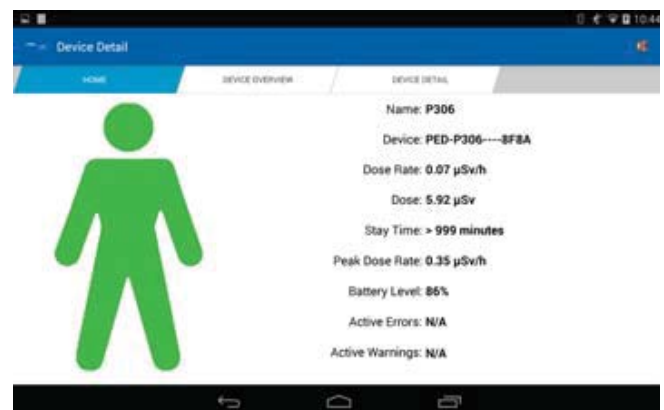 10:44
Device Detail
HOME
DEVICE OVERVIEW
DEVICE DETAIL
Name: P306
Device: PED-P306----8F8A
Dose Rate: 0.07 µSv/h
Dose: 5.92 µSv
Stay Time: > 999 minutes
Peak Dose Rate: 0.35 µSv/h
Battery Level: 86%
Active Errors: N/A
Active Warnings: N/A